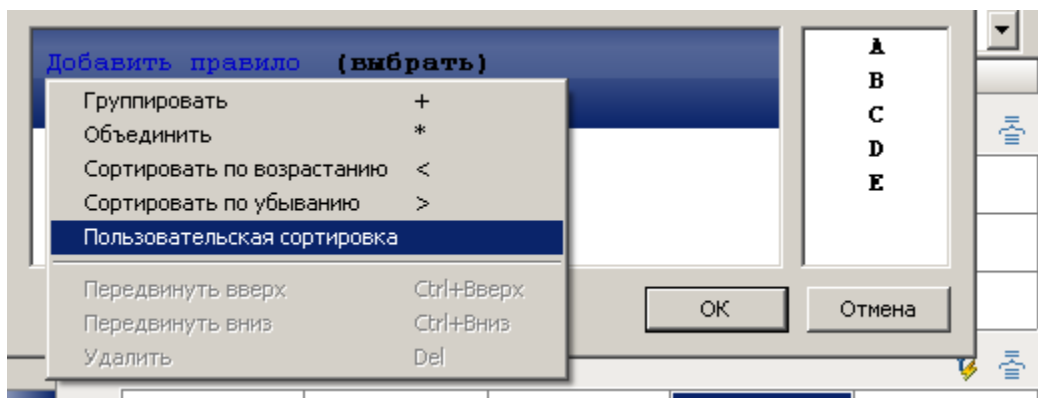 Добавить правило (выбрать)
Группировать +
Объединить *
Сортировать по возрастанию <
Сортировать по убыванию >
Пользовательская сортировка
Передвинуть вверх Ctrl+Вверх
Передвинуть вниз Ctrl+Вниз
Удалить Del
A
B
C
D
E
OK Отмена